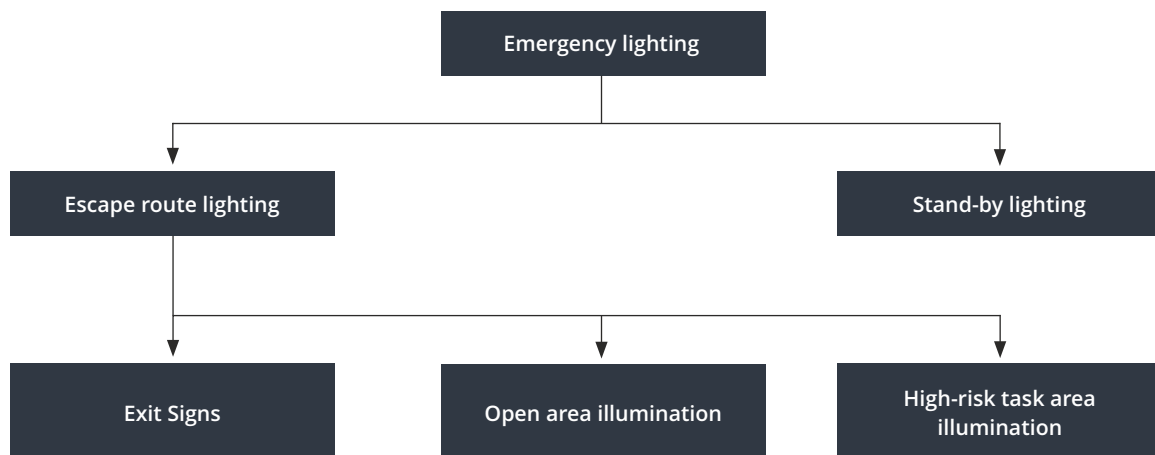 Emergency lighting
Escape route lighting
Stand-by lighting
Exit Signs
Open area illumination
High-risk task area
illumination